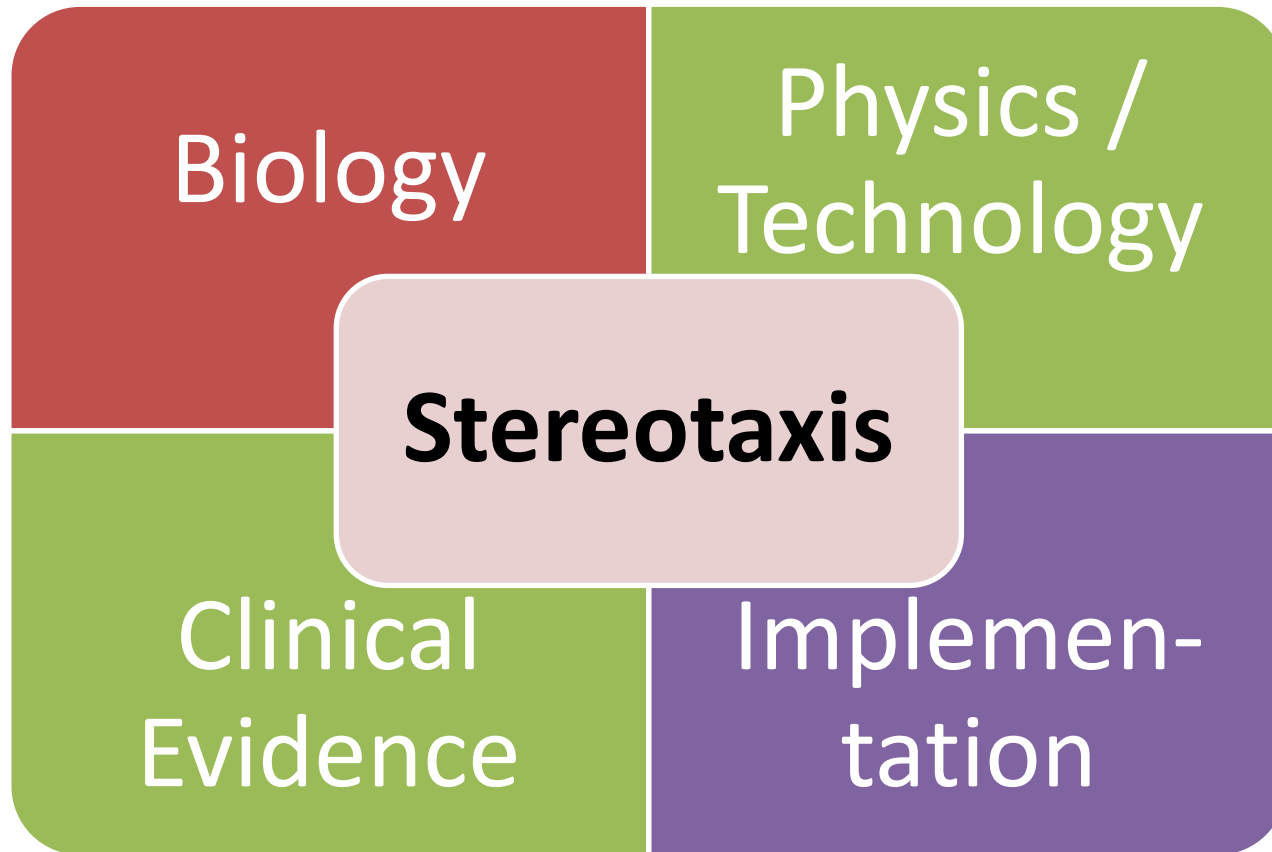 Biology
Physics /
Technology
Stereotaxis
Clinical
Evidence
Implemen-
tation